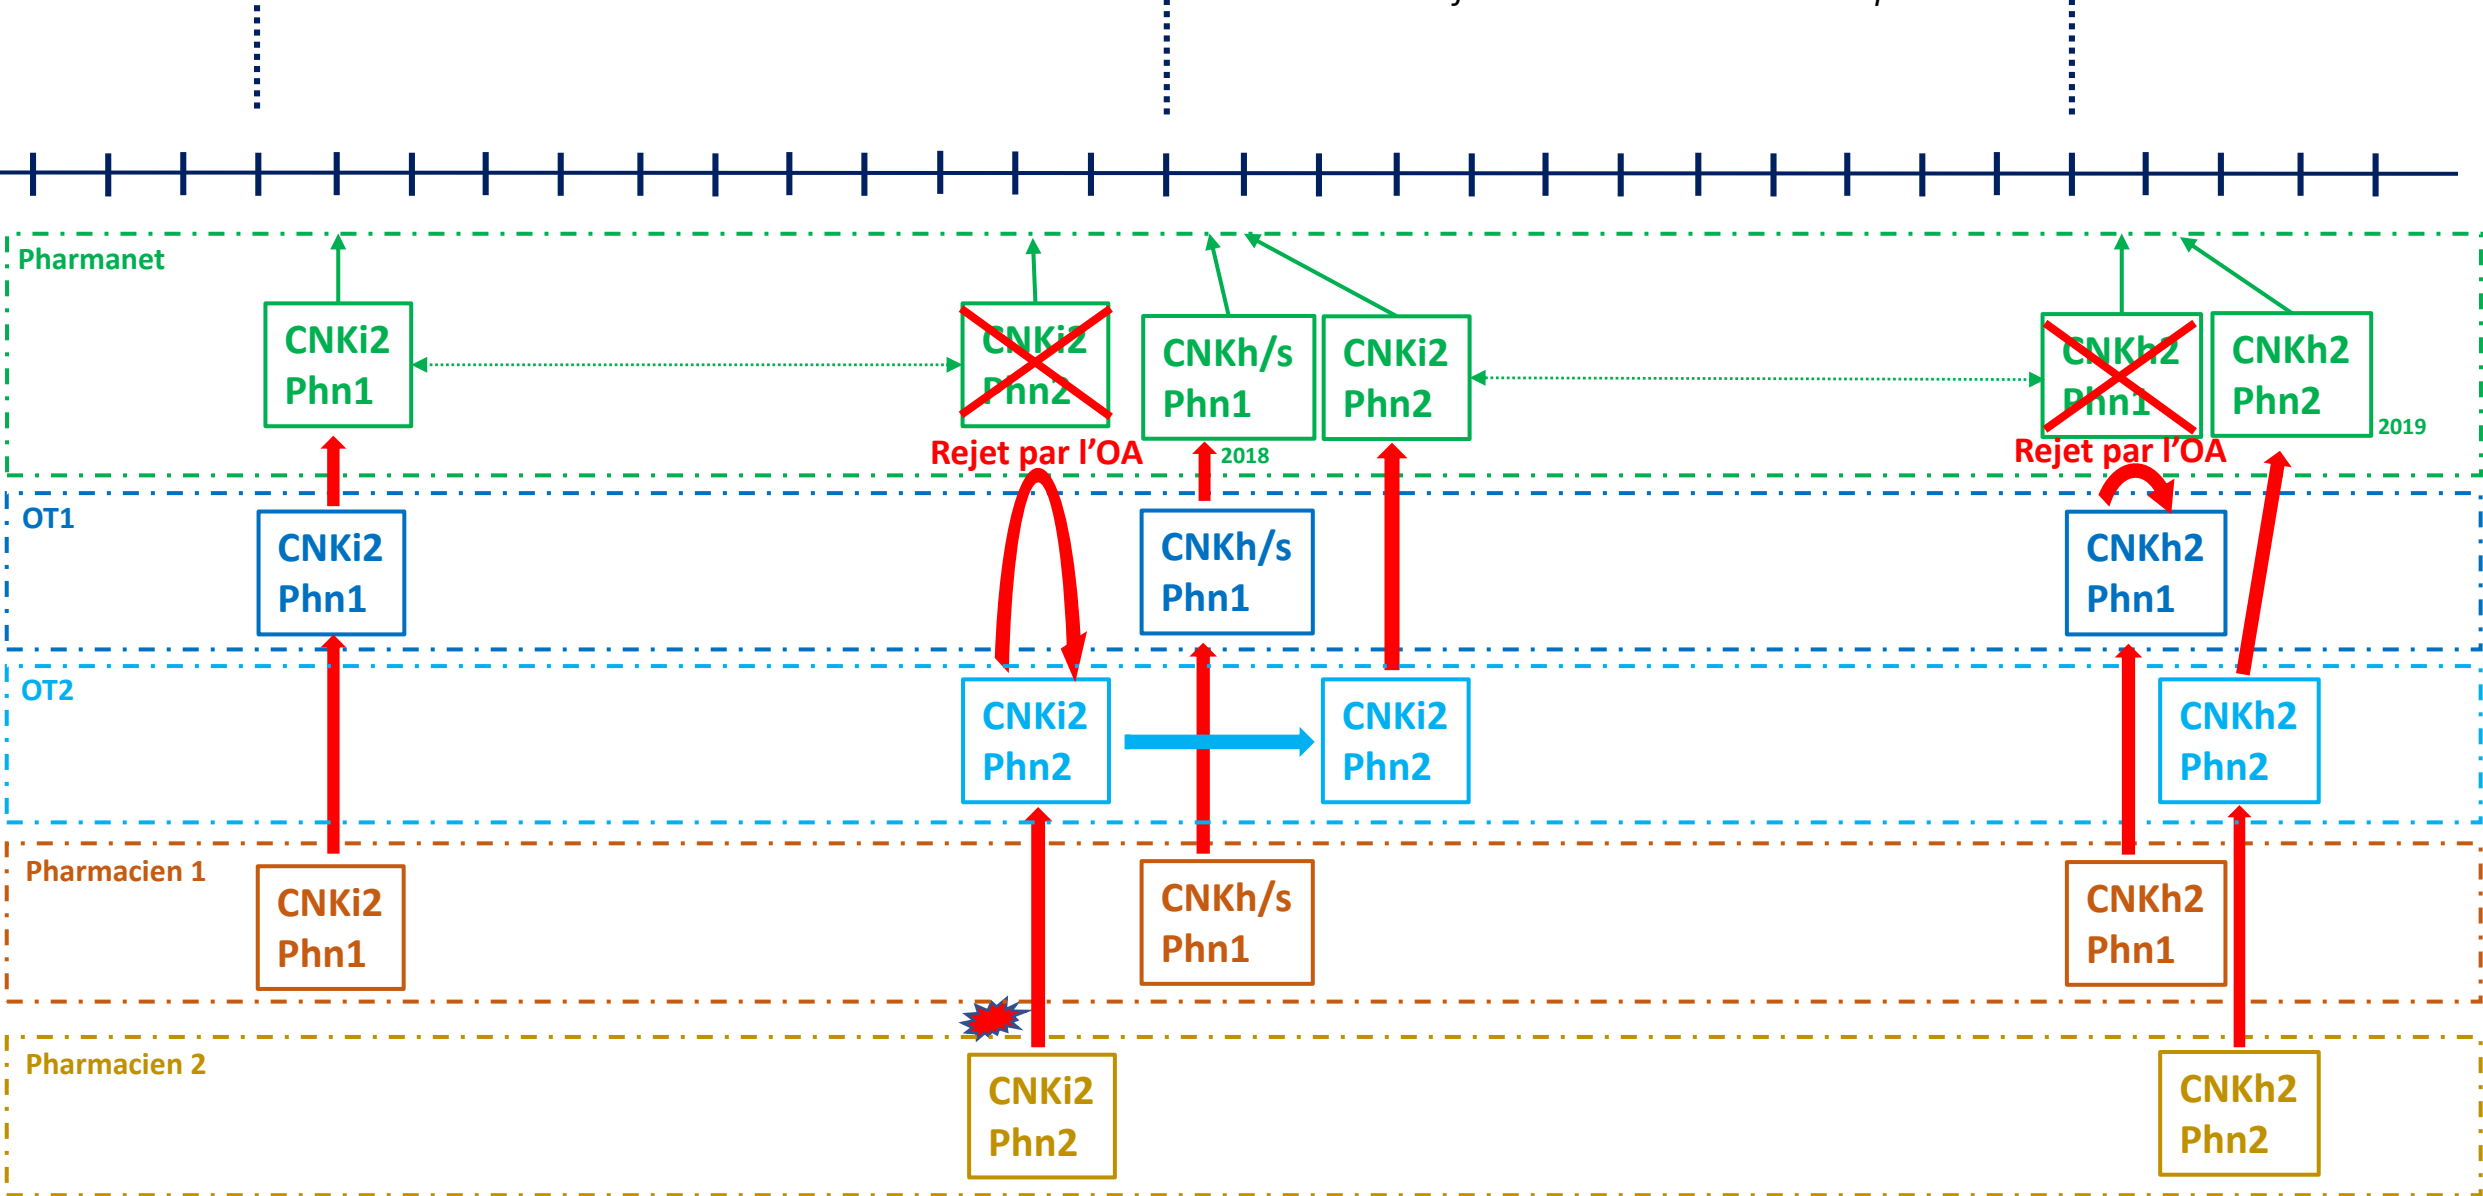 Pharmanet
CNKi2
Phn1
CNKi2
Phn2
CNKh/s
Phn1
CNKi2
Phn2
CNKh2
Phn1
CNKh2
Phn2
2019
Rejet par l'OA
2018
Rejet par l'OA
OT1
CNKi2
Phn1
CNKh/s
Phn1
CNKh2
Phn1
OT2
CNKi2
Phn2
CNKi2
Phn2
CNKh2
Phn2
Pharmacien 1
CNKi2
Phn1
CNKh/s
Phn1
CNKh2
Phn1
Pharmacien 2
CNKi2
Phn2
CNKh2
Phn2